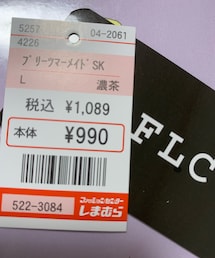 5257 04-2061
4226
プリーツマーメイドSK
L 濃茶
税込 ¥1,089
本体 ¥990
522-3084
ファッションセンター
しまむら
FLC